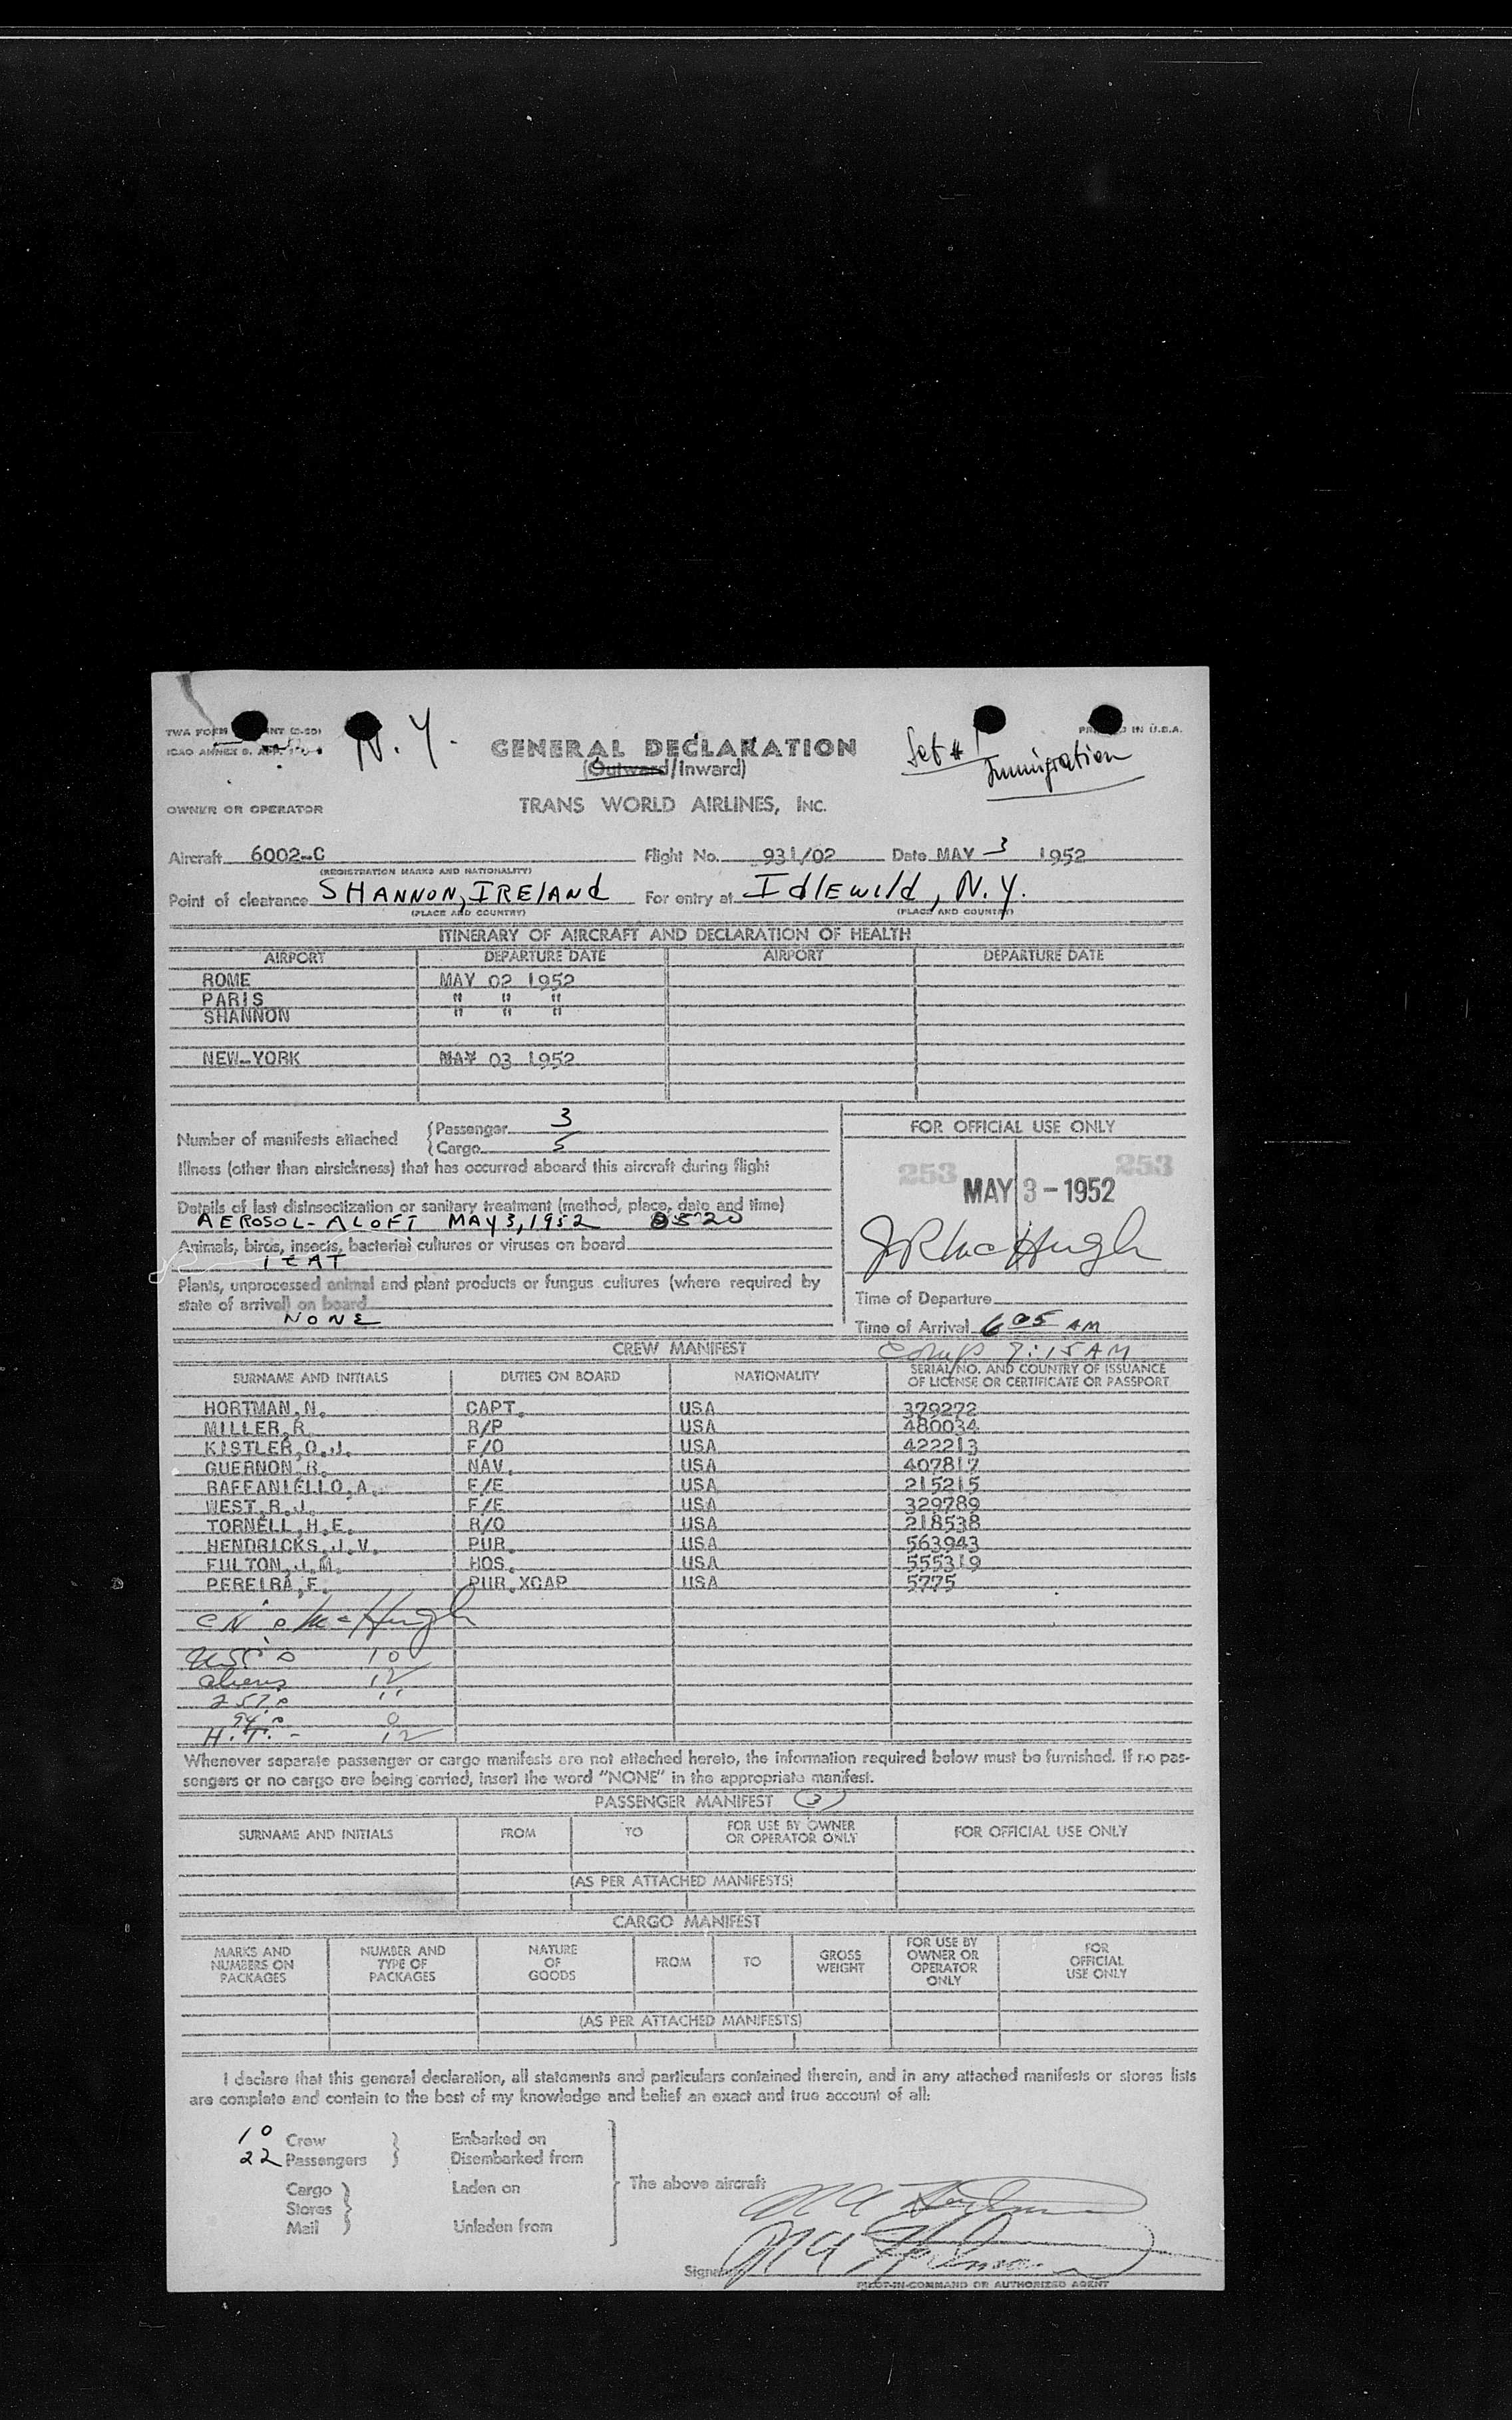 TWA FORM
ICAO ANNEX 9.
N. Y.
GENERAL DECLARATION
(Outward/Inward)
Set #1
Immigration
IN U.S.A.
OWNER OR OPERATOR
TRANS WORLD AIRLINES, INC.
Aircraft 6002-C Flight No. 931/02 Date MAY 3 1952
(REGISTRATION MARKS AND NATIONALITY)
Point of clearance SHANNON, IRELAND For entry at IDLEWILD, N.Y.
(PLACE AND COUNTRY) (PLACE AND COUNTRY)
ITINERARY OF AIRCRAFT AND DECLARATION OF HEALTH
AIRPORT DEPARTURE DATE AIRPORT DEPARTURE DATE
ROME MAY 02 1952
PARIS " " "
SHANNON " " "
NEW-YORK MAY 03 1952
Number of manifests attached
Passenger 3
Cargo 5
Illness (other than airsickness) that has occurred aboard this aircraft during flight
Details of last disinsectization or sanitary treatment (method, place, date and time)
AEROSOL-ALOFT MAY 3, 1952 0520
Animals, birds, insects, bacterial cultures or viruses on board
1 CAT
Plants, unprocessed animal and plant products or fungus cultures (where required by
state of arrival) on board
NONE
FOR OFFICIAL USE ONLY
253 253
MAY 3-1952
JR McHugh
Time of Departure
Time of Arrival 6 05 AM
Comp 7:15 AM
CREW MANIFEST
SURNAME AND INITIALS DUTIES ON BOARD NATIONALITY SERIAL NO. AND COUNTRY OF ISSUANCE
OF LICENSE OR CERTIFICATE OR PASSPORT
HORTMAN,N. CAPT. USA 379272
MILLER,R. R/P USA 480034
KISTLER,O.J. F/O USA 422213
GUERNON,R. NAV. USA 407817
RAFFANIELLO,A. F/E USA 215215
WEST,R.J. F/E USA 329789
TORNELL,H.E. R/O USA 218538
HENDRICKS,J.V. PUR. USA 563943
FULTON,J.M. HOS. USA 555319
PEREIRA,F. PUR.XCAP USA 5775
McHugh
10
aliens 12
257
0
H.T. - 12
Whenever separate passenger or cargo manifests are not attached hereto, the information required below must be furnished. If no pas-
sengers or no cargo are being carried, insert the word "NONE" in the appropriate manifest.
PASSENGER MANIFEST (3)
SURNAME AND INITIALS FROM TO FOR USE BY OWNER
OR OPERATOR ONLY FOR OFFICIAL USE ONLY
(AS PER ATTACHED MANIFESTS)
CARGO MANIFEST
MARKS AND
NUMBERS ON
PACKAGES NUMBER AND
TYPE OF
PACKAGES NATURE
OF
GOODS FROM TO GROSS
WEIGHT FOR USE BY
OWNER OR
OPERATOR
ONLY FOR
OFFICIAL
USE ONLY
(AS PER ATTACHED MANIFESTS)
I declare that this general declaration, all statements and particulars contained therein, and in any attached manifests or stores lists
are complete and contain to the best of my knowledge and belief an exact and true account of all:
10 Crew Embarked on
22 Passengers Disembarked from
The above aircraft
Cargo Laden on
Stores
Mail Unladen from
Signature
PILOT-IN-COMMAND OR AUTHORIZED AGENT